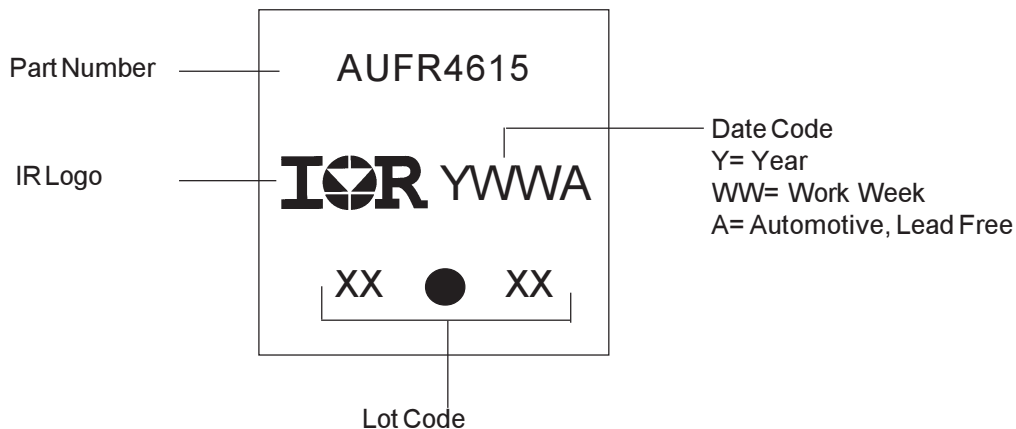 Part Number
AUFR4615
IR Logo
IOR YWWA
Date Code
Y= Year
WW= Work Week
A= Automotive, Lead Free
XX XX
Lot Code